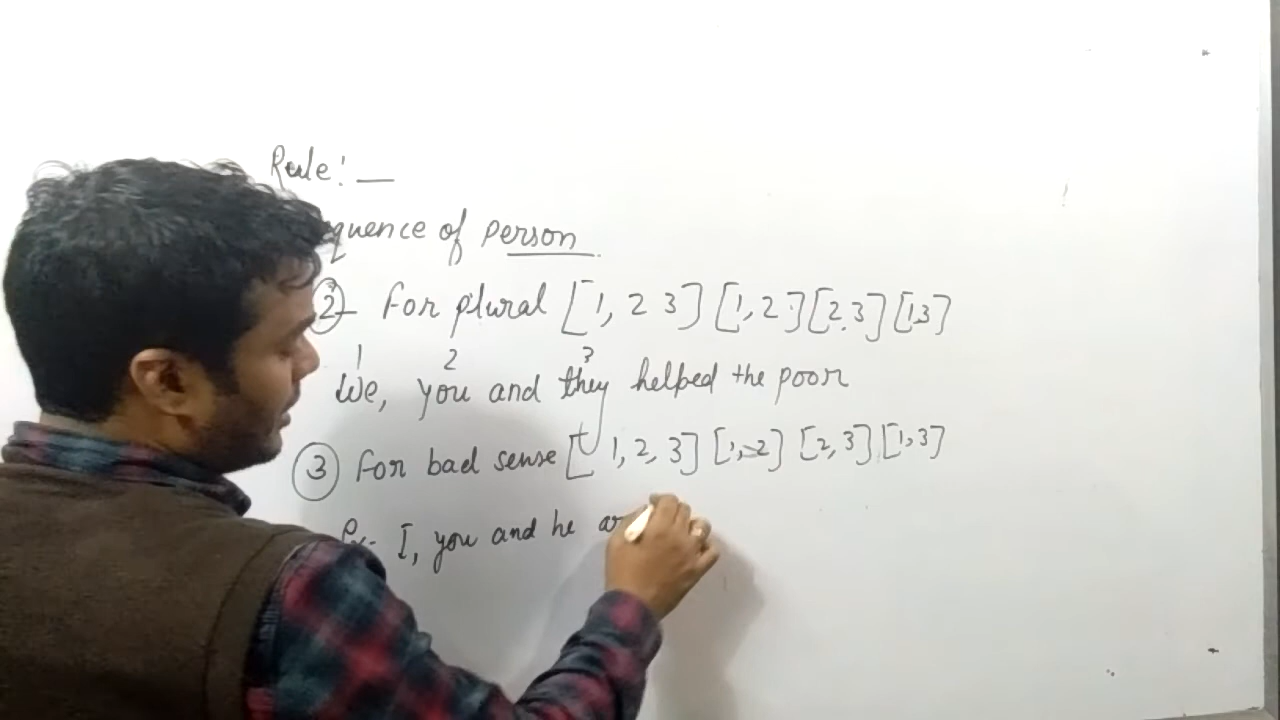 Rule:—
quence of person
② For plural [1, 2 3] [1, 2] [2, 3] [1,3]
1 2 3
We, you and they helped the poor
③ For bad sense [1, 2, 3] [1, 2] [2, 3] [1, 3]
Ex- I, you and he